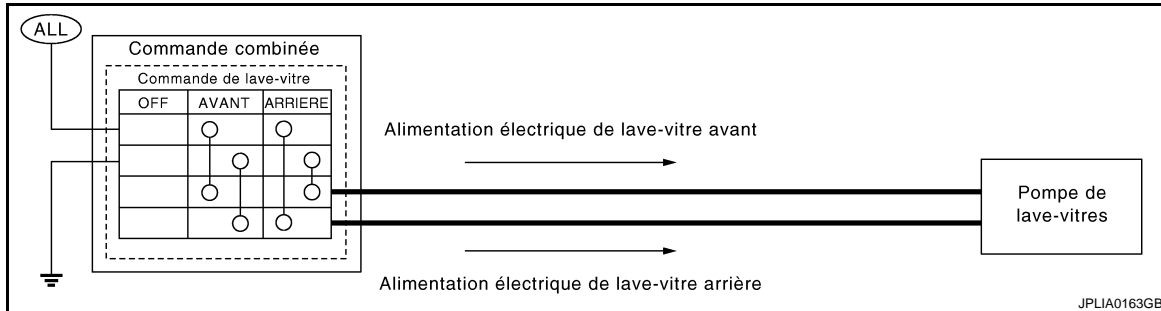 ALL
Commande combinée
Commande de lave-vitre
OFF AVANT ARRIERE
Alimentation électrique de lave-vitre avant
Pompe de
lave-vitres
Alimentation électrique de lave-vitre arrière
JPLIA0163GB